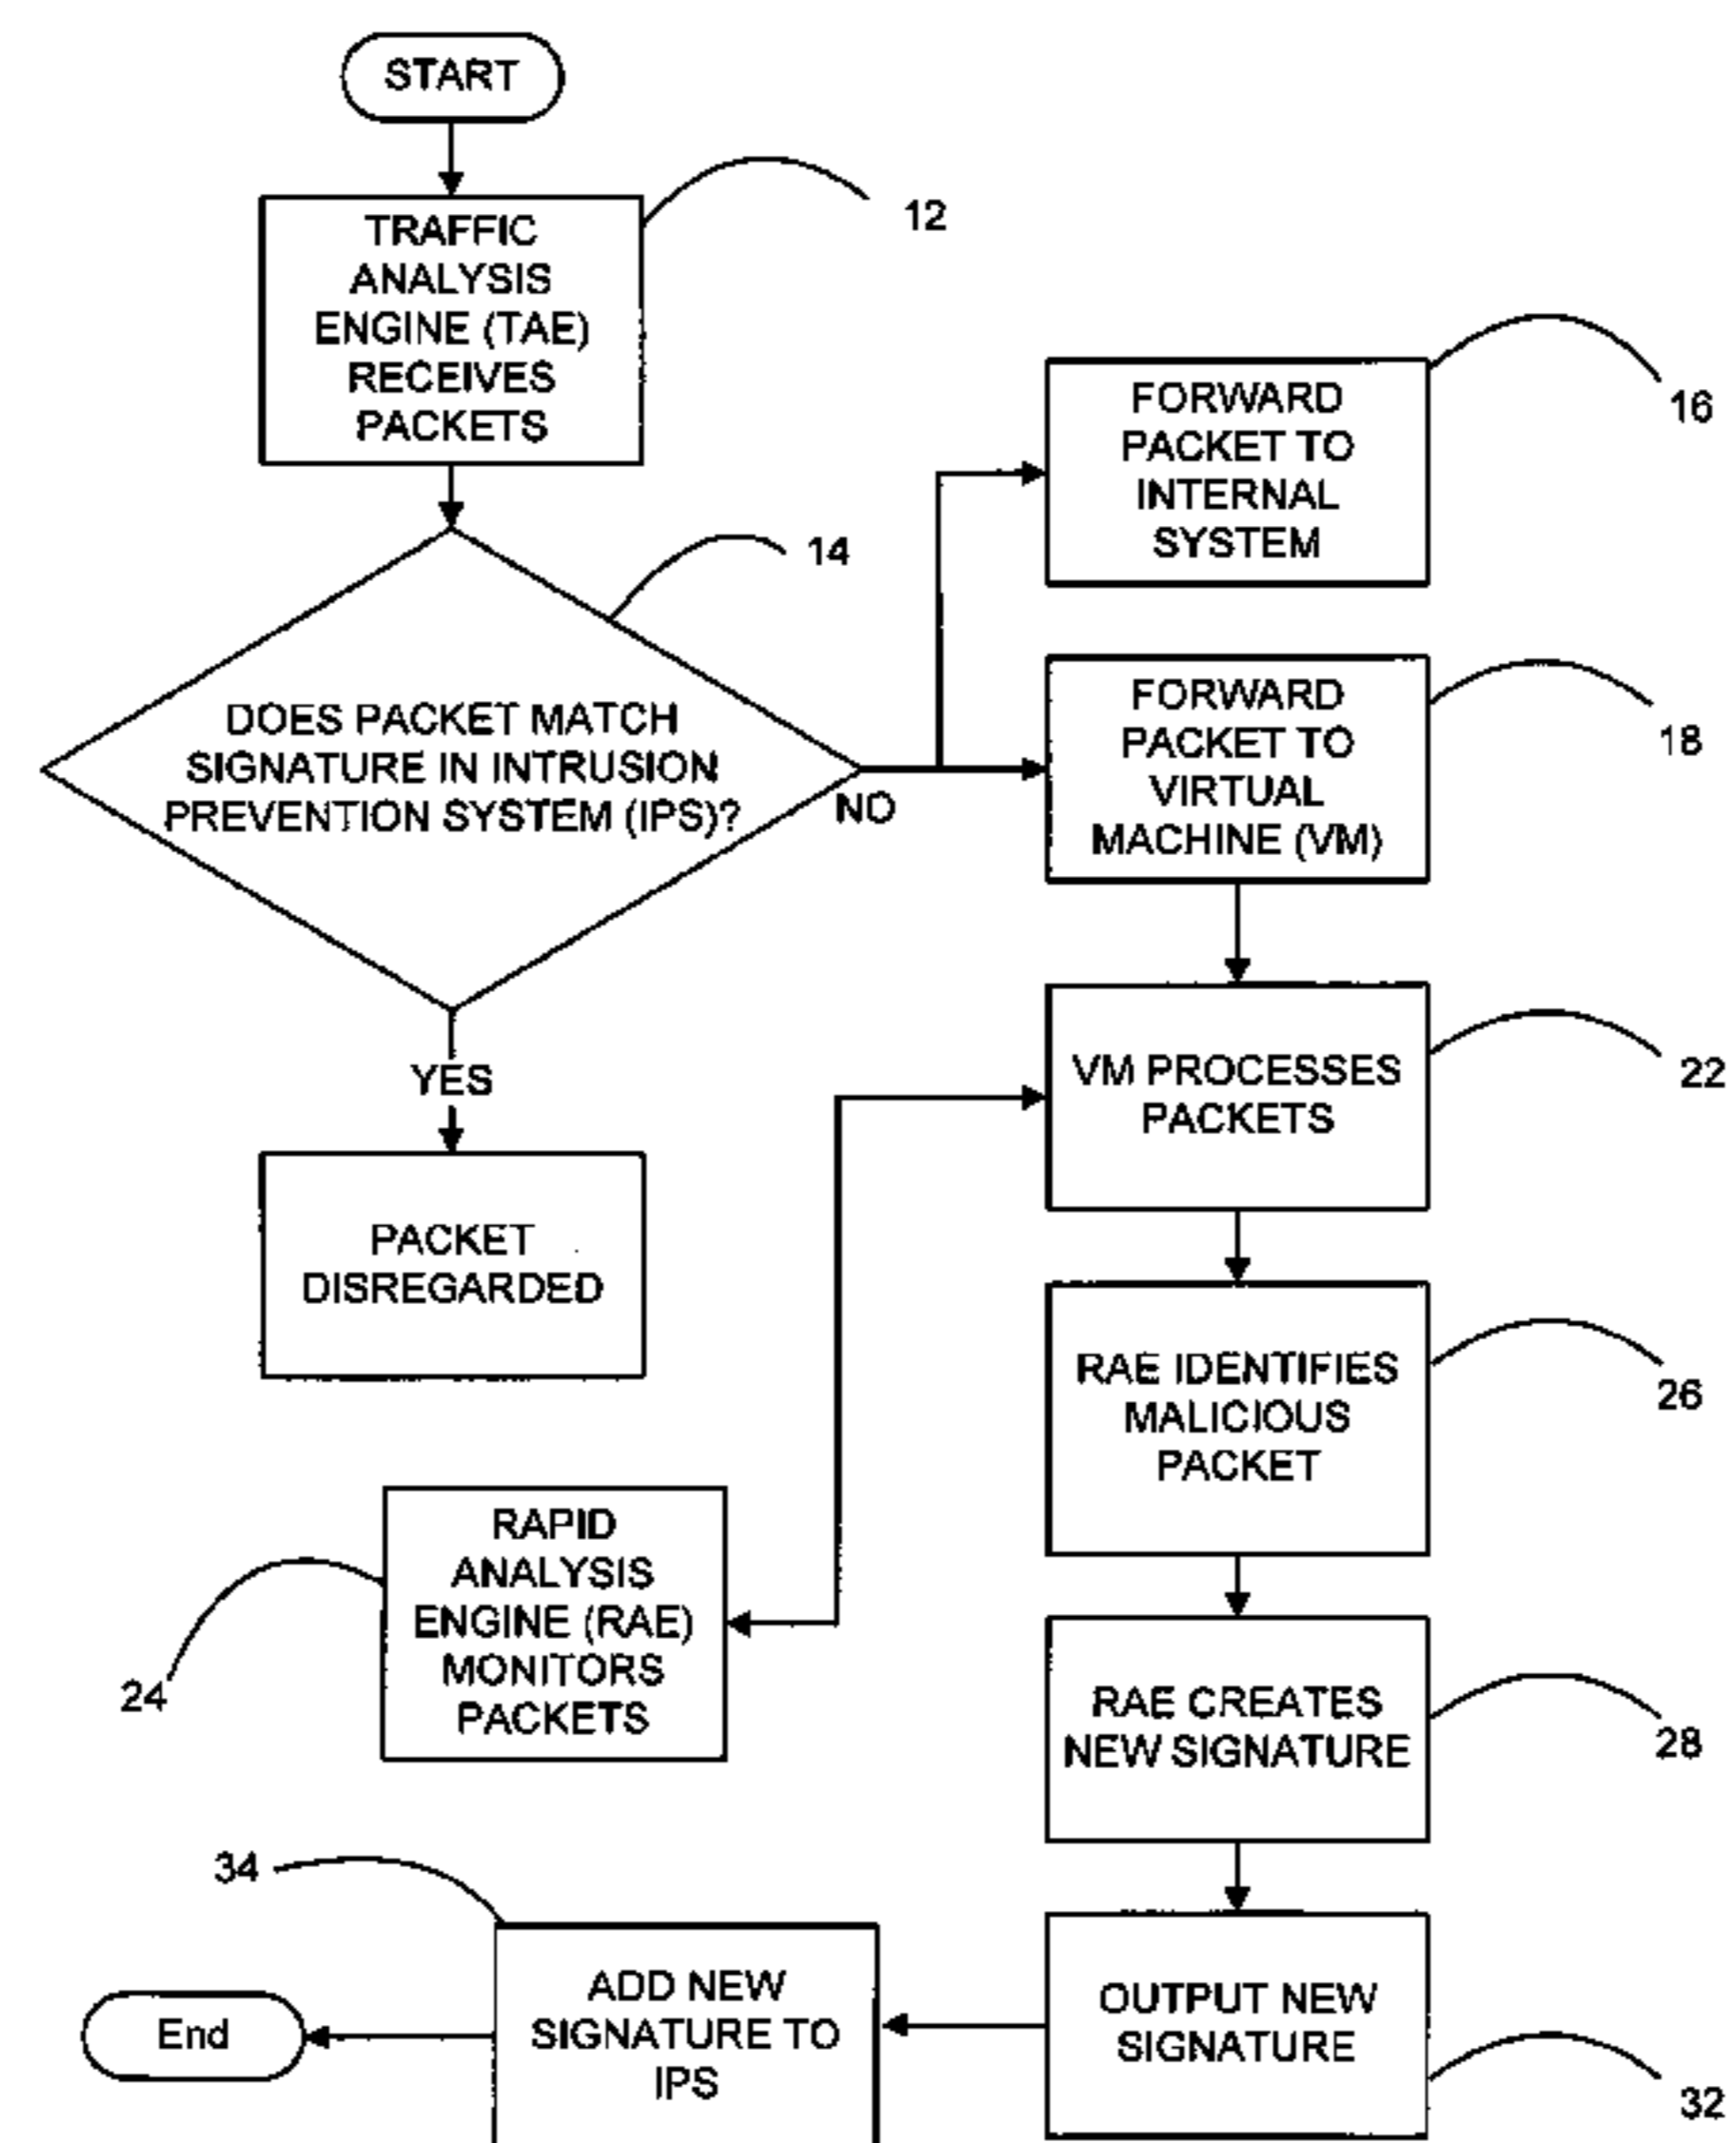 START
TRAFFIC
ANALYSIS
ENGINE (TAE)
RECEIVES
PACKETS
12
FORWARD
PACKET TO
INTERNAL
SYSTEM
16
14
DOES PACKET MATCH
SIGNATURE IN INTRUSION
PREVENTION SYSTEM (IPS)?
NO
FORWARD
PACKET TO
VIRTUAL
MACHINE (VM)
18
YES
VM PROCESSES
PACKETS
22
PACKET
DISREGARDED
RAE IDENTIFIES
MALICIOUS
PACKET
26
RAPID
ANALYSIS
ENGINE (RAE)
MONITORS
PACKETS
24
RAE CREATES
NEW SIGNATURE
28
34
End
ADD NEW
SIGNATURE TO
IPS
OUTPUT NEW
SIGNATURE
32